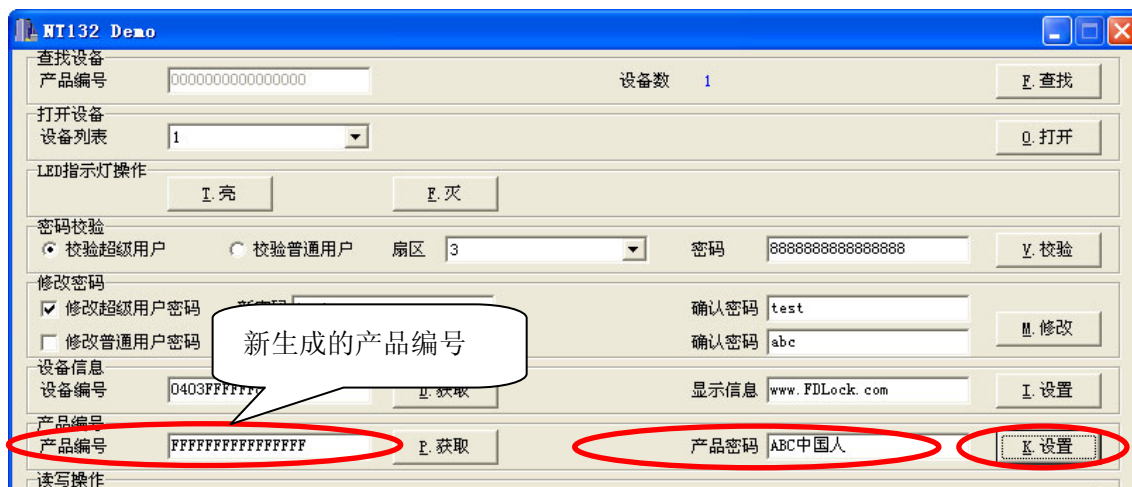 NT132 Demo
查找设备
产品编号 0000000000000000 设备数 1 F.查找
打开设备
设备列表 1 O.打开
LED指示灯操作
T.亮 E.灭
密码校验
校验超级用户 校验普通用户 扇区 3 密码 8888888888888888 V.校验
修改密码
修改超级用户密码 确认密码 test
M.修改
修改普通用户密码 确认密码 abc
新生成的产品编号
设备信息
设备编号 获取 显示信息 www.FDLock.com I.设置
产品编号
产品编号 FFFFFFFFFFFFFFFF P.获取 产品密码 ABC中国人 K.设置
读写操作